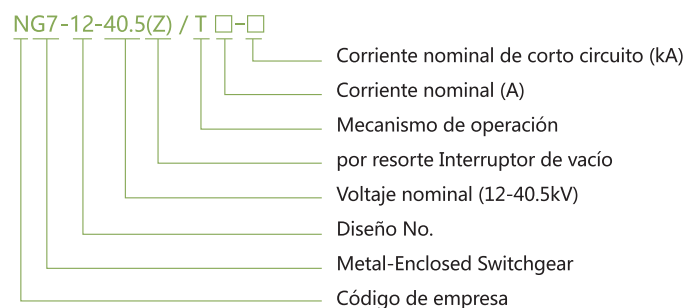 NG7-12-40.5(Z) / T □-□
Corriente nominal de corto circuito (kA)
Corriente nominal (A)
Mecanismo de operación
por resorte Interruptor de vacío
Voltaje nominal (12-40.5kV)
Diseño No.
Metal-Enclosed Switchgear
Código de empresa